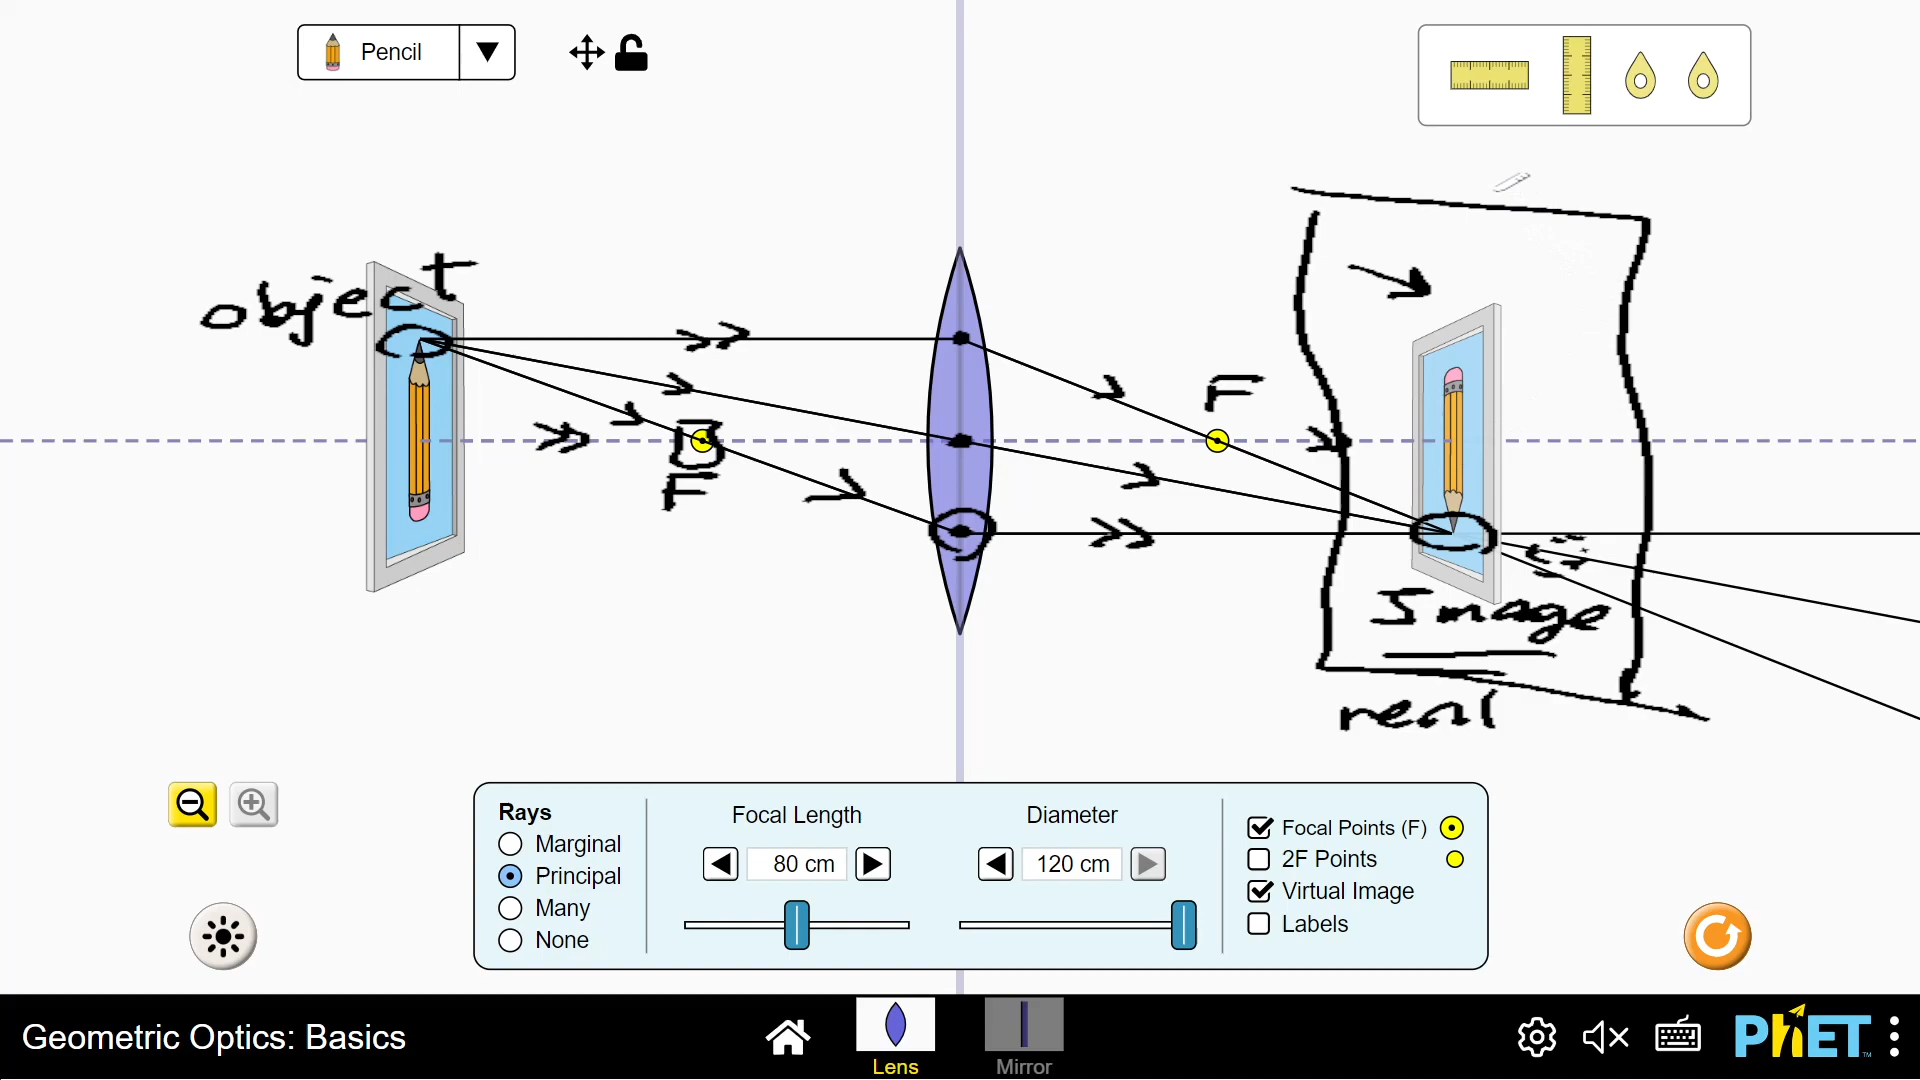 Pencil
object
F
F
Image
real
Rays
Marginal
Principal
Many
None
Focal Length
80 cm
Diameter
120 cm
Focal Points (F)
2F Points
Virtual Image
Labels
Geometric Optics: Basics
Lens
Mirror
PhET